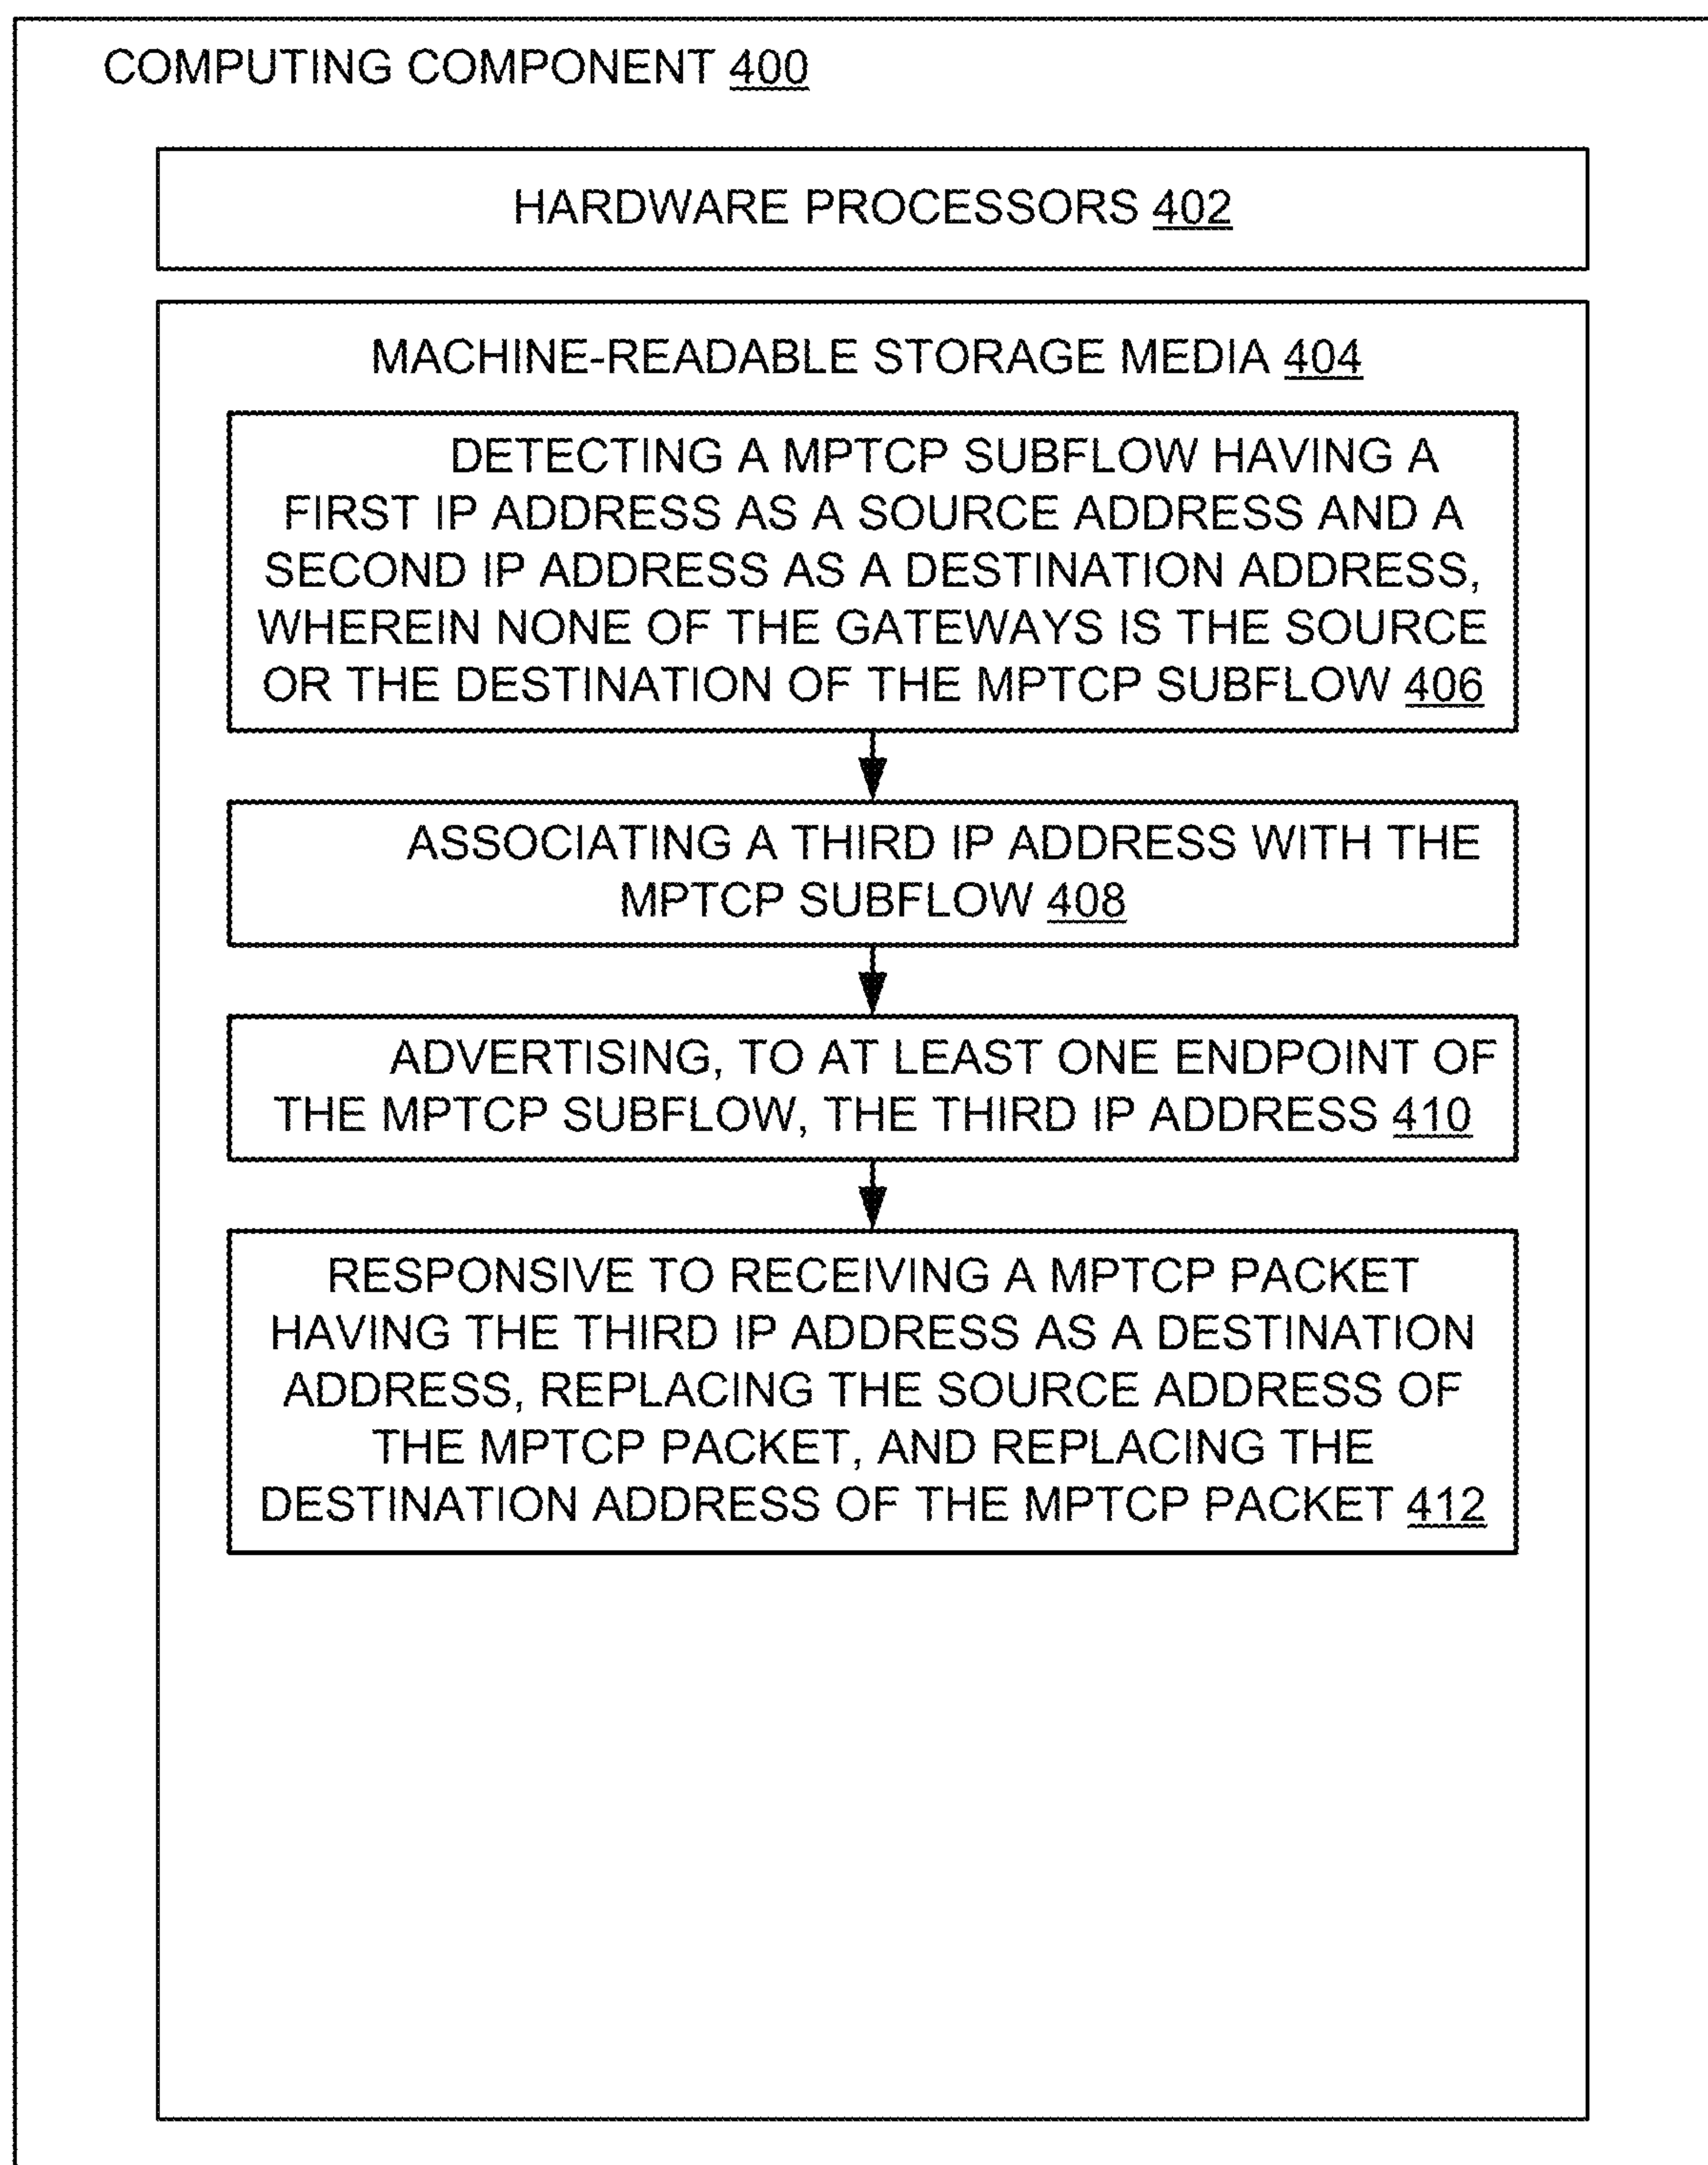 COMPUTING COMPONENT 400
HARDWARE PROCESSORS 402
MACHINE-READABLE STORAGE MEDIA 404
DETECTING A MPTCP SUBFLOW HAVING A
FIRST IP ADDRESS AS A SOURCE ADDRESS AND A
SECOND IP ADDRESS AS A DESTINATION ADDRESS,
WHEREIN NONE OF THE GATEWAYS IS THE SOURCE
OR THE DESTINATION OF THE MPTCP SUBFLOW 406
ASSOCIATING A THIRD IP ADDRESS WITH THE
MPTCP SUBFLOW 408
ADVERTISING, TO AT LEAST ONE ENDPOINT OF
THE MPTCP SUBFLOW, THE THIRD IP ADDRESS 410
RESPONSIVE TO RECEIVING A MPTCP PACKET
HAVING THE THIRD IP ADDRESS AS A DESTINATION
ADDRESS, REPLACING THE SOURCE ADDRESS OF
THE MPTCP PACKET, AND REPLACING THE
DESTINATION ADDRESS OF THE MPTCP PACKET 412